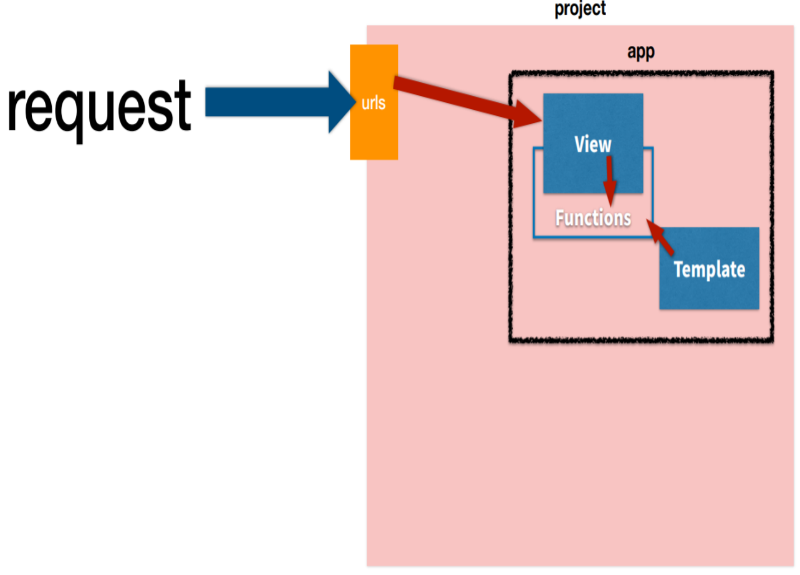 project
app
request
urls
View
Functions
Template